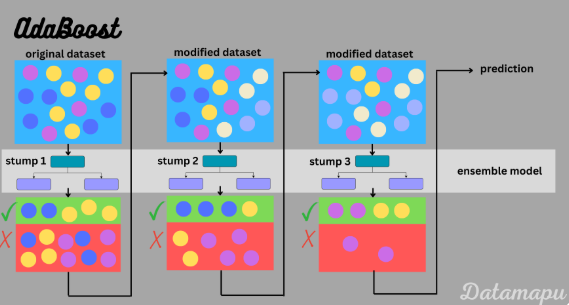 AdaBoost
original dataset
modified dataset
modified dataset
prediction
stump 1
stump 2
stump 3
ensemble model
Datamapu